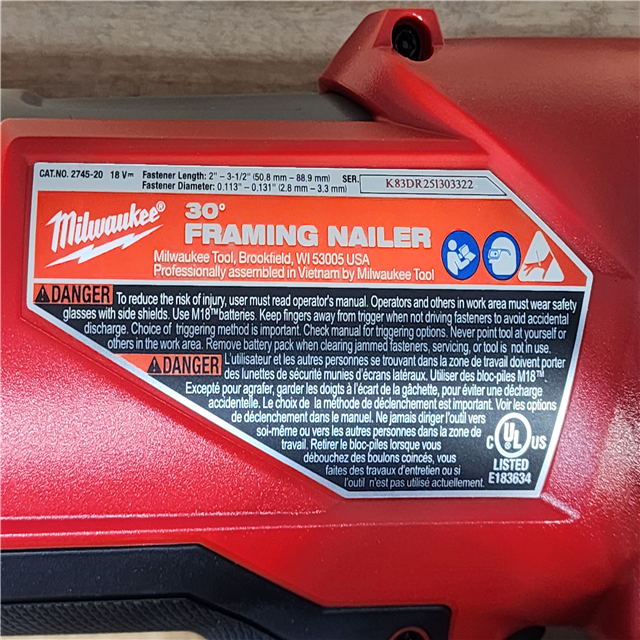 CAT.NO. 2745-20 18 V⎓ Fastener Length: 2" – 3-1/2" (50.8 mm – 88.9 mm) SER. K83DR251303322
Fastener Diameter: 0.113" – 0.131" (2.8 mm – 3.3 mm)
Milwaukee®
30°
FRAMING NAILER
Milwaukee Tool, Brookfield, WI 53005 USA
Professionally assembled in Vietnam by Milwaukee Tool
DANGER To reduce the risk of injury, user must read operator's manual. Operators and others in work area must wear safety
glasses with side shields. Use M18™batteries. Keep fingers away from trigger when not driving fasteners to avoid accidental
discharge. Choice of triggering method is important. Check manual for triggering options. Never point tool at yourself or
others in work area. Remove battery pack when clearing jammed fasteners, servicing, or tool is not in use.
DANGER L'utilisateur et les autres personnes se trouvant dans la zone de travail doivent porter
des lunettes de sécurité munies d'écrans latéraux. Utiliser des bloc-piles M18™
Excepté pour agrafer, garder les doigts à l'écart de la gâchette, pour éviter une décharge
accidentelle. Le choix de la méthode de déclenchement est important. Voir les options
de déclenchement dans le manuel. Ne jamais diriger l'outil vers
soi-même ou vers les autres personnes dans la zone de
travail. Retirer le bloc-piles lorsque vous
débouchez des boulons coincés, vous
faites des travaux d'entretien ou si
l'outil n'est pas utilisé actuellement.
C UL US
LISTED
E183634